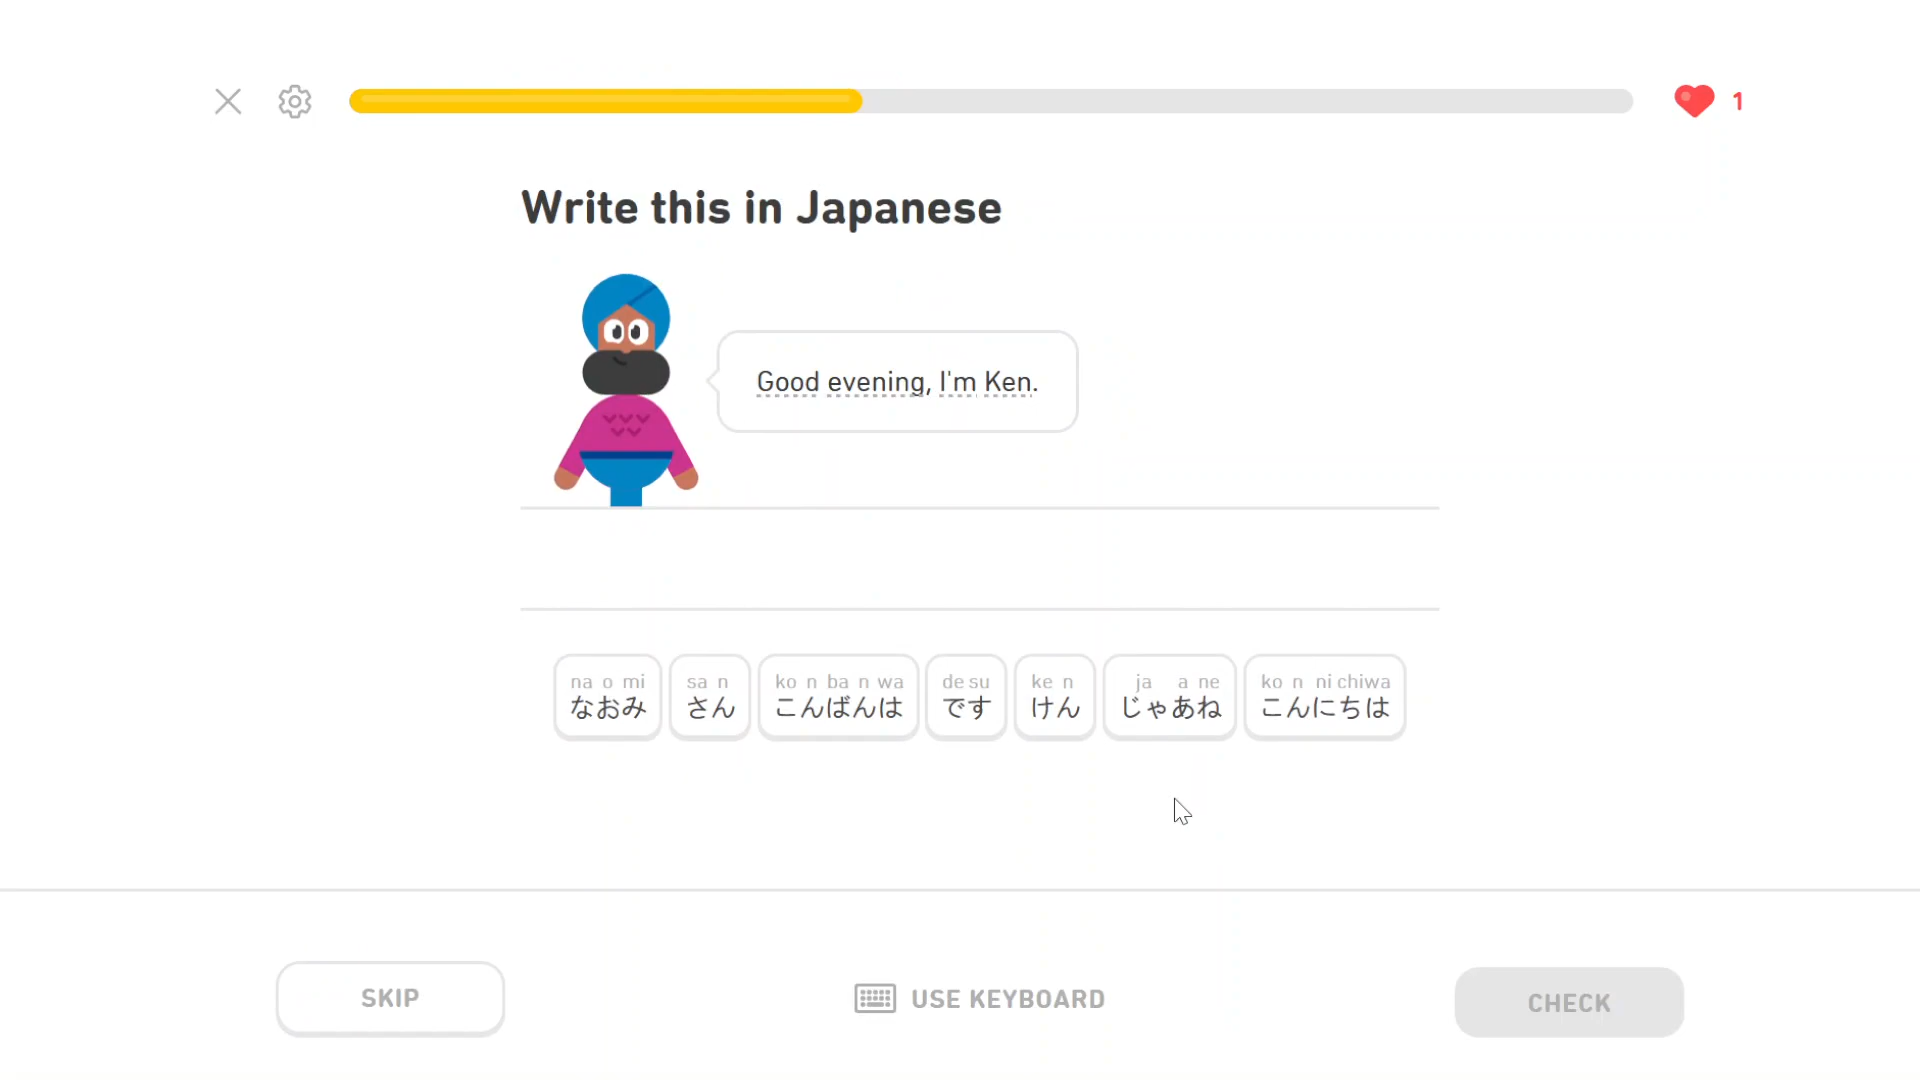 1
Write this in Japanese
Good evening, I'm Ken.
na o mi sa n ko n ba n wa de su ke n ja a ne ko n ni chi wa
なおみ さん こんばんは です けん じゃあね こんにちは
SKIP USE KEYBOARD CHECK